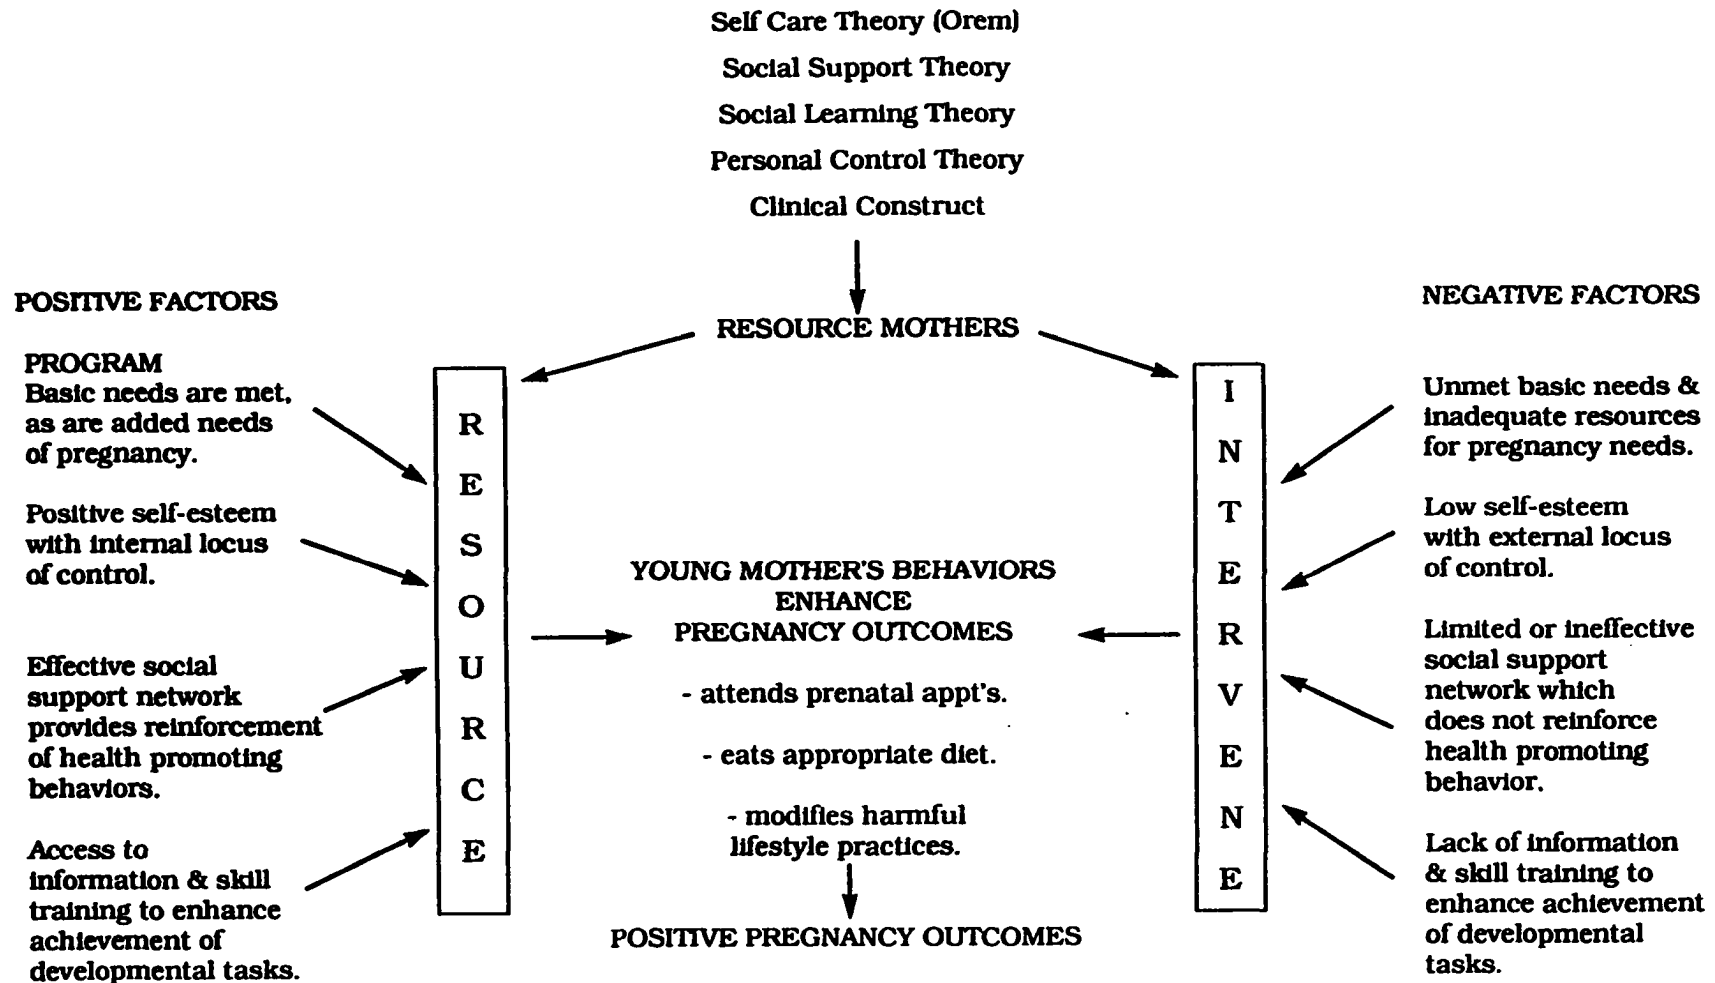 Self Care Theory (Orem)
Social Support Theory
Social Learning Theory
Personal Control Theory
Clinical Construct
RESOURCE MOTHERS
POSITIVE FACTORS
PROGRAM
Basic needs are met,
as are added needs
of pregnancy.
Positive self-esteem
with internal locus
of control.
Effective social
support network
provides reinforcement
of health promoting
behaviors.
Access to
information & skill
training to enhance
achievement of
developmental tasks.
R
E
S
O
U
R
C
E
YOUNG MOTHER'S BEHAVIORS
ENHANCE
PREGNANCY OUTCOMES
- attends prenatal appt's.
- eats appropriate diet.
- modifies harmful
lifestyle practices.
POSITIVE PREGNANCY OUTCOMES
I
N
T
E
R
V
E
N
E
NEGATIVE FACTORS
Unmet basic needs &
inadequate resources
for pregnancy needs.
Low self-esteem
with external locus
of control.
Limited or ineffective
social support
network which
does not reinforce
health promoting
behavior.
Lack of information
& skill training to
enhance achievement
of developmental
tasks.